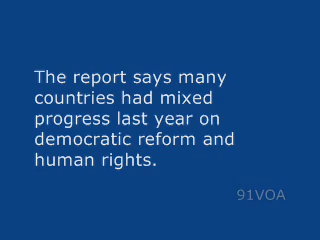 The report says many
countries had mixed
progress last year on
democratic reform and
human rights.
91VOA